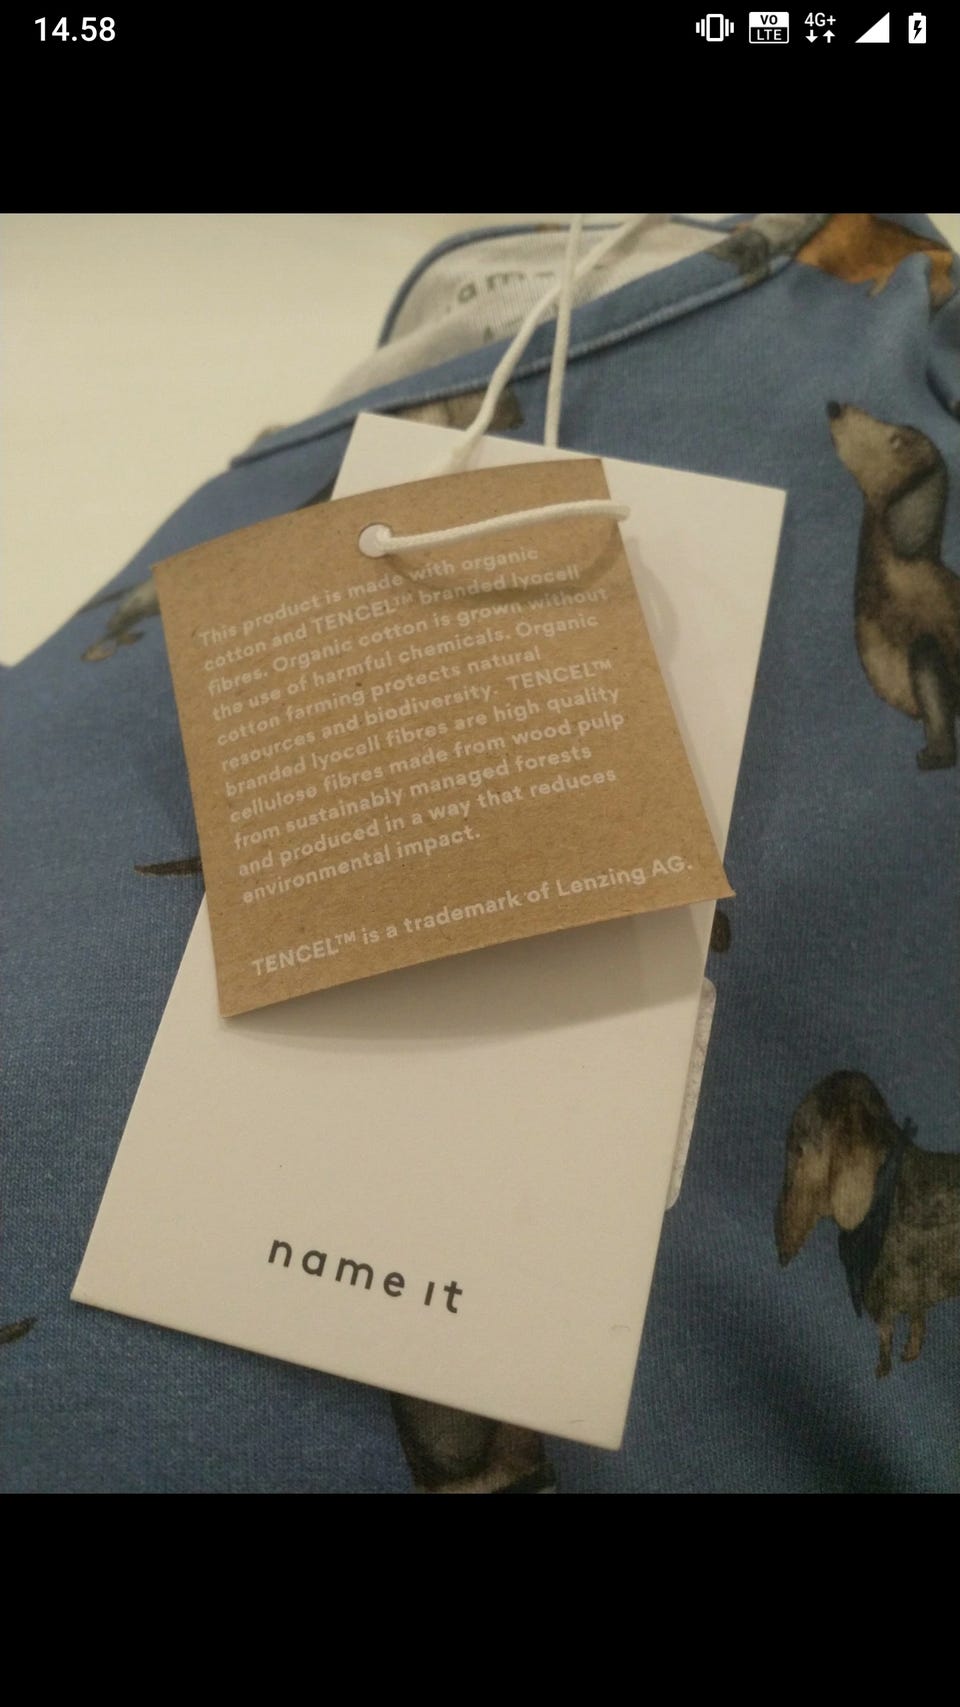 14.58
VO
LTE
4G+
am
This product is made with organic
cotton and TENCEL™ branded lyocell
fibres. Organic cotton is grown without
the use of harmful chemicals. Organic
cotton farming protects natural
resources and biodiversity. TENCEL™
branded lyocell fibres are high quality
cellulose fibres made from wood pulp
from sustainably managed forests
and produced in a way that reduces
environmental impact.
TENCEL™ is a trademark of Lenzing AG.
name it